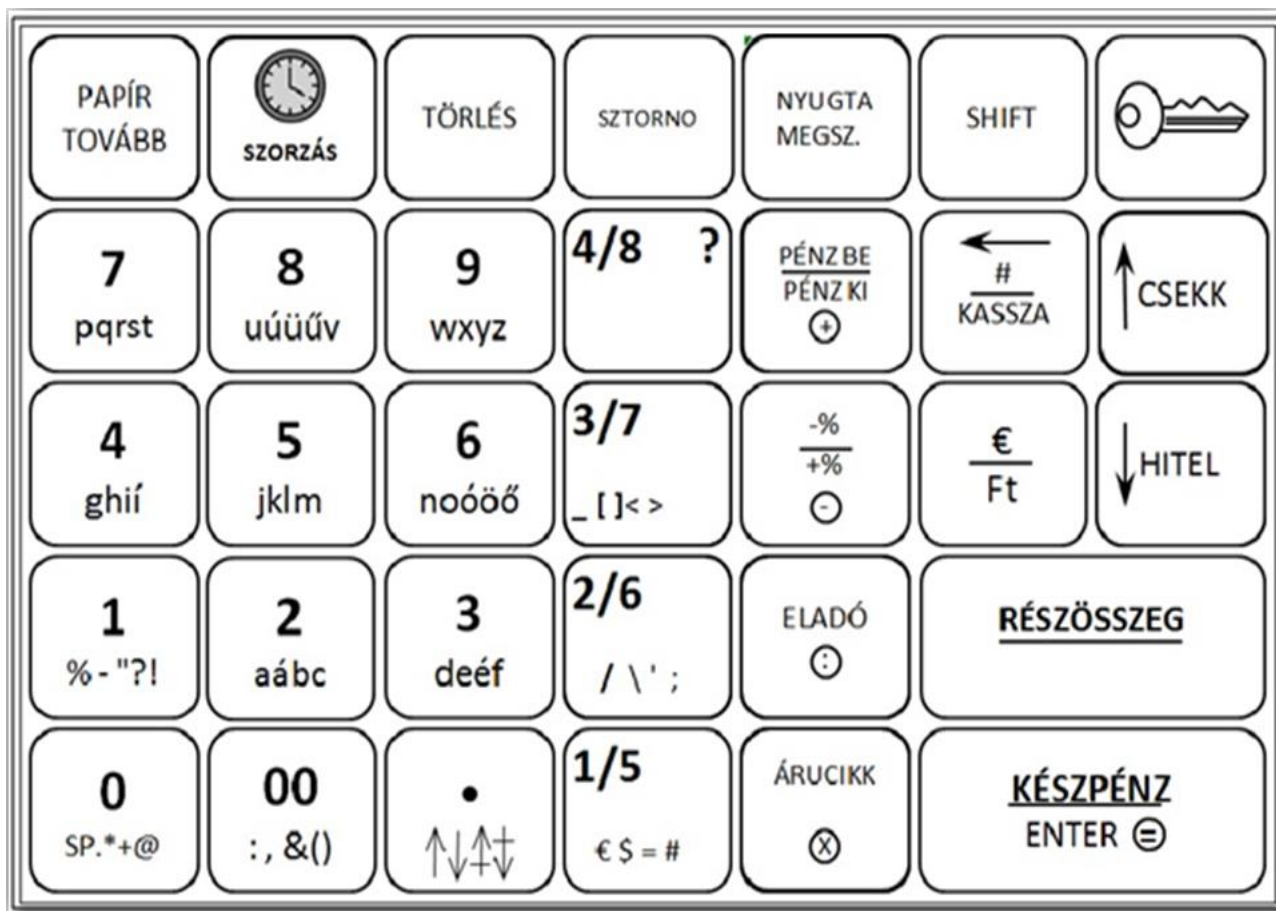 PAPÍR
TOVÁBB
SZORZÁS
TÖRLÉS
SZTORNO
NYUGTA
MEGSZ.
SHIFT
7
pqrst
8
uúüűv
9
wxyz
4/8 ?
PÉNZ BE
PÉNZ KI
+
#
KASSZA
CSEKK
4
ghií
5
jklm
6
noóöő
3/7
_ [ ]< >
-%
+%
-
€
Ft
HITEL
1
% - "?!
2
aábc
3
deéf
2/6
/ \ ' ;
ELADÓ
:
RÉSZÖSSZEG
0
SP.*+@
00
: , &()
.
↑↓⇞⇟
1/5
€ $ = #
ÁRUCIKK
X
KÉSZPÉNZ
ENTER =